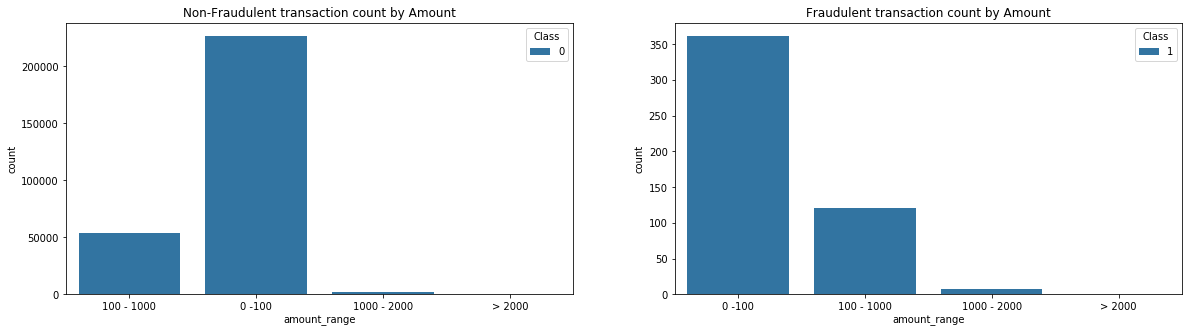 Non-Fraudulent transaction count by Amount
Class
0
200000
150000
100000
50000
0
count
100 - 1000
0 -100
1000 - 2000
> 2000
amount_range
Fraudulent transaction count by Amount
Class
1
350
300
250
200
150
100
50
0
count
0 -100
100 - 1000
1000 - 2000
> 2000
amount_range